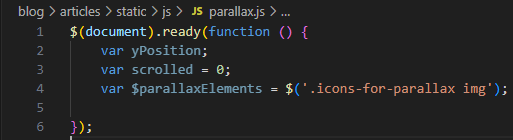 blog > articles > static > js > JS parallax.js > ...
1 $(document).ready(function () {
2 var yPosition;
3 var scrolled = 0;
4 var $parallaxElements = $('.icons-for-parallax img');
5
6 });